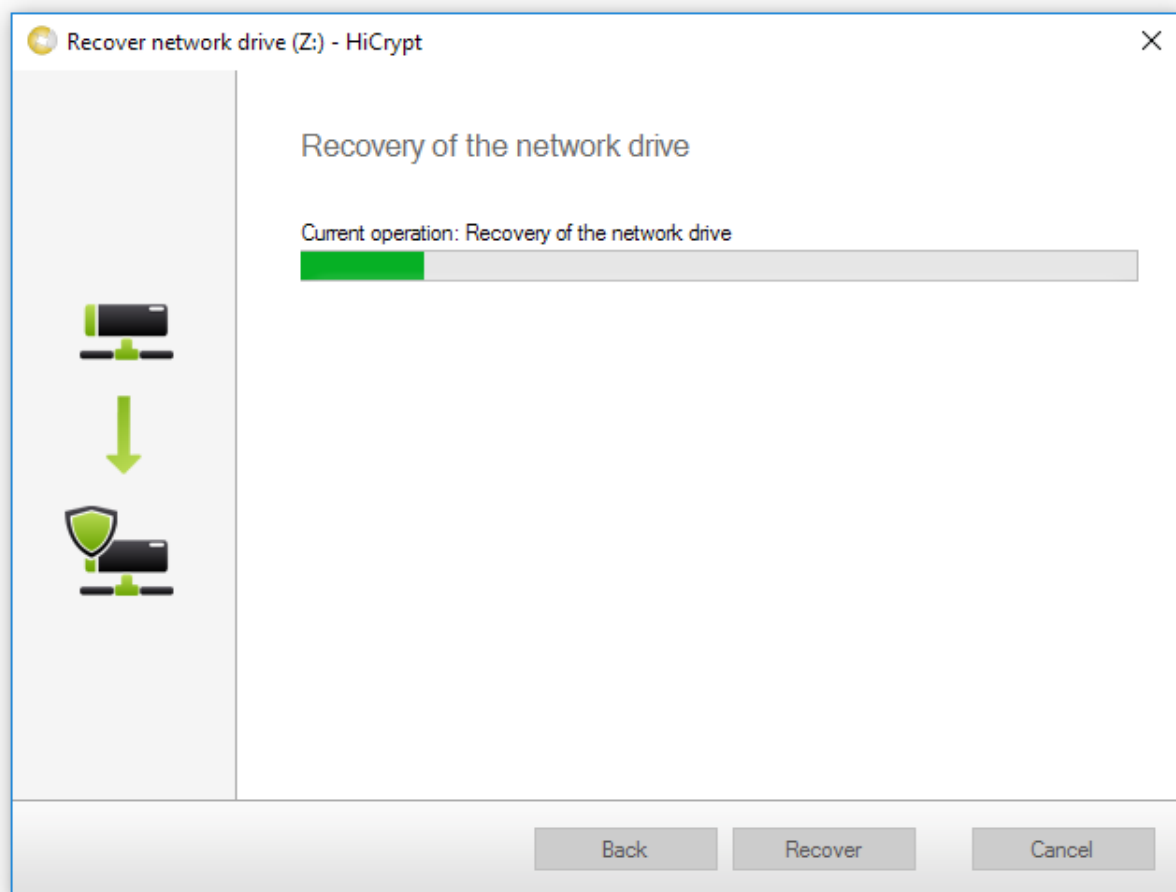 Recover network drive (Z:) - HiCrypt
Recovery of the network drive
Current operation: Recovery of the network drive
Back
Recover
Cancel